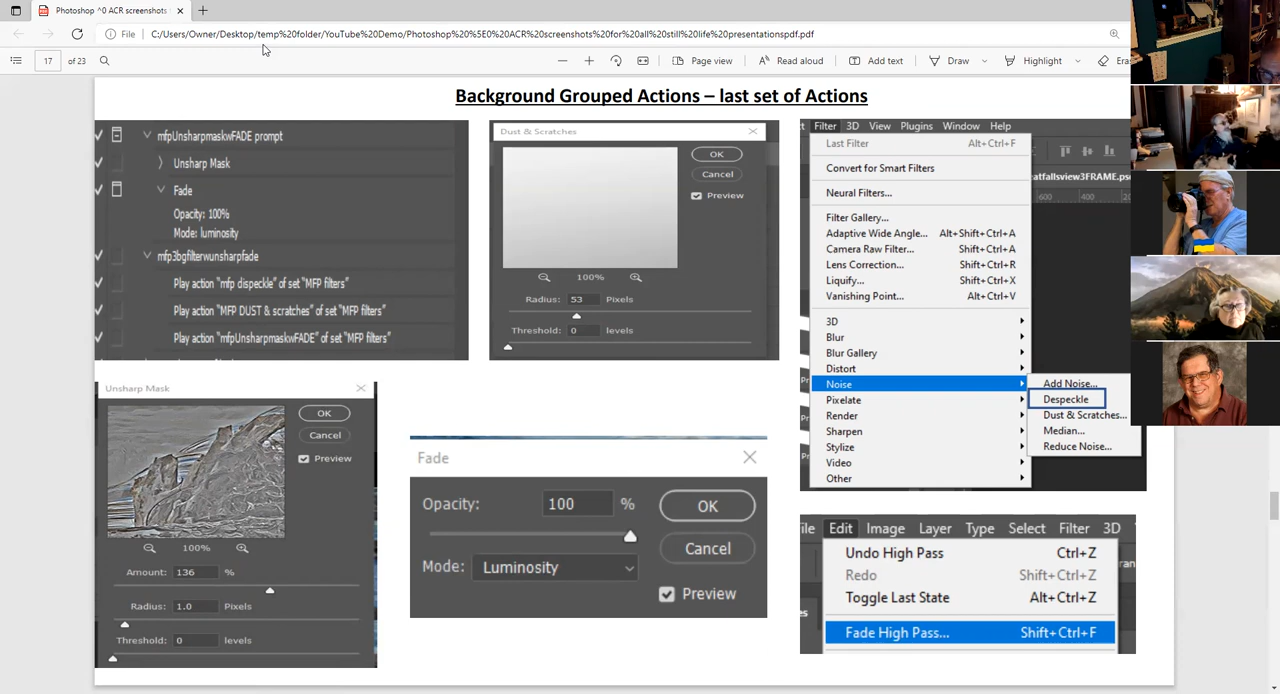 Photoshop ^0 ACR screenshots
File
C:/Users/Owner/Desktop/temp%20folder/YouTube%20Demo/Photoshop%20%5E0%20ACR%20screenshots%20for%20all%20still%20life%20presentationspdf.pdf
17 of 23
Page view
Read aloud
Add text
Draw
Highlight
Background Grouped Actions – last set of Actions
mfpUnsharpmaskwFADE prompt
Unsharp Mask
Fade
Opacity: 100%
Mode: luminosity
mfp3bgfilterwunsharpfade
Play action "mfp dispeckle" of set "MFP filters"
Play action "MFP DUST & scratches" of set "MFP filters"
Play action "mfpUnsharpmaskwFADE" of set "MFP filters"
Dust & Scratches
OK
Cancel
Preview
100%
Radius: 53 Pixels
Threshold: 0 levels
Filter 3D View Plugins Window Help
Last Filter Alt+Ctrl+F
Convert for Smart Filters
Neural Filters...
Filter Gallery...
Adaptive Wide Angle... Alt+Shift+Ctrl+A
Camera Raw Filter... Shift+Ctrl+A
Lens Correction... Shift+Ctrl+R
Liquify... Shift+Ctrl+X
Vanishing Point... Alt+Ctrl+V
3D
Blur
Blur Gallery
Distort
Noise
Pixelate
Render
Sharpen
Stylize
Video
Other
eatfallsview3FRAME.ps
600
400
Add Noise...
Despeckle
Dust & Scratches...
Median...
Reduce Noise...
Unsharp Mask
OK
Cancel
Preview
100%
Amount: 136 %
Radius: 1.0 Pixels
Threshold: 0 levels
Fade
Opacity: 100 %
OK
Cancel
Mode: Luminosity
Preview
Edit Image Layer Type Select Filter 3D
Undo High Pass Ctrl+Z
Redo Shift+Ctrl+Z
Toggle Last State Alt+Ctrl+Z
Fade High Pass... Shift+Ctrl+F